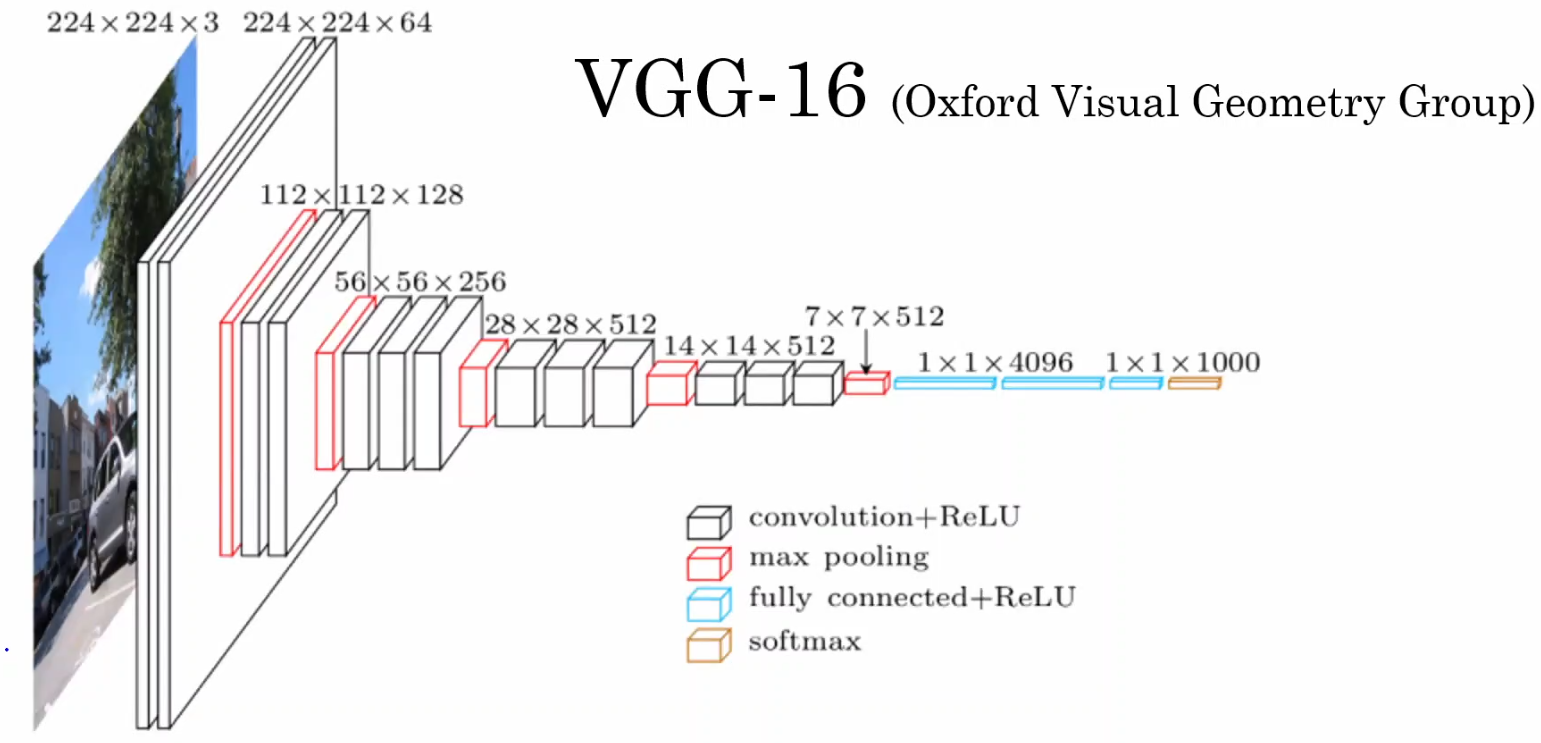 224×224×3
224×224×64
VGG-16 (Oxford Visual Geometry Group)
112×112×128
56×56×256
28×28×512
14×14×512
7×7×512
1×1×4096
1×1×1000
convolution+ReLU
max pooling
fully connected+ReLU
softmax